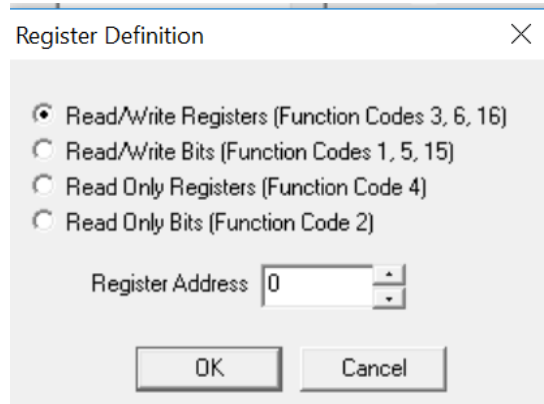 Register Definition
Read/Write Registers (Function Codes 3, 6, 16)
Read/Write Bits (Function Codes 1, 5, 15)
Read Only Registers (Function Code 4)
Read Only Bits (Function Code 2)
Register Address 0
OK Cancel